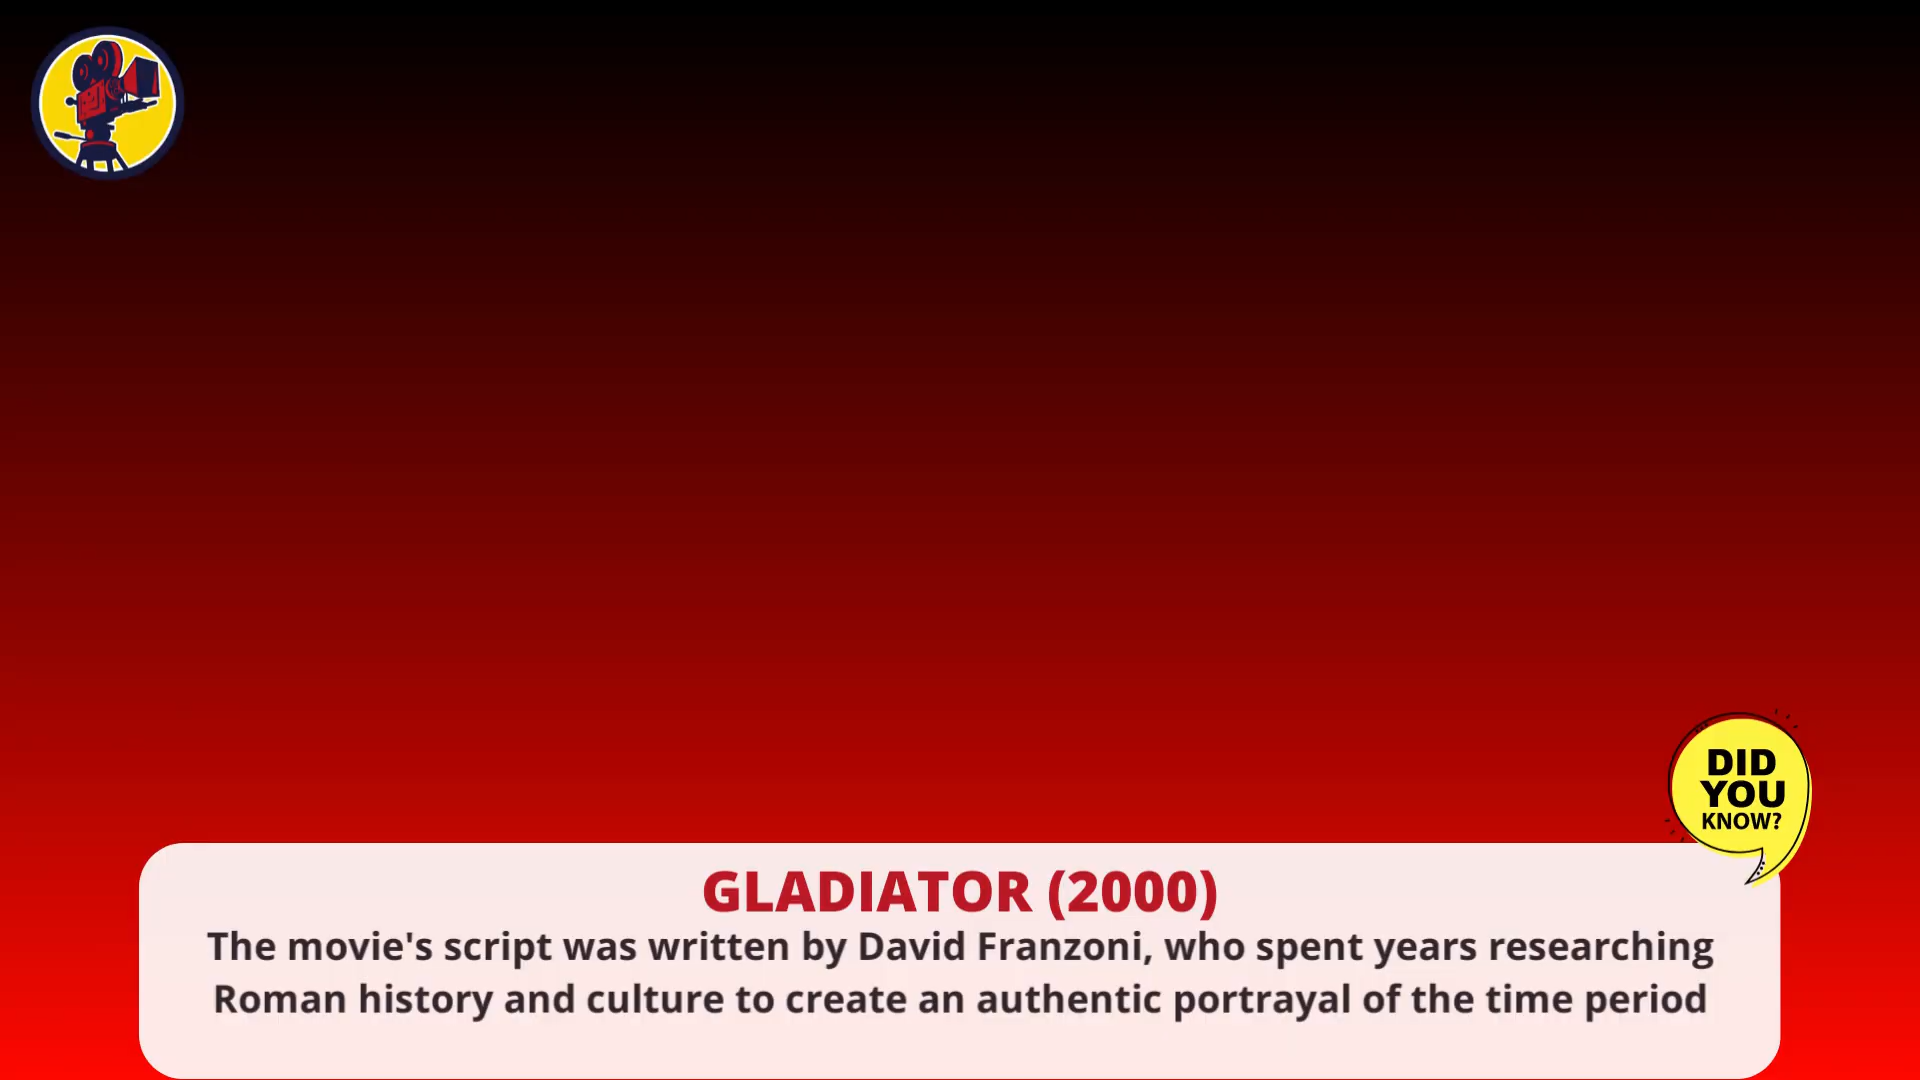 DID
YOU
KNOW?
GLADIATOR (2000)
The movie's script was written by David Franzoni, who spent years researching
Roman history and culture to create an authentic portrayal of the time period